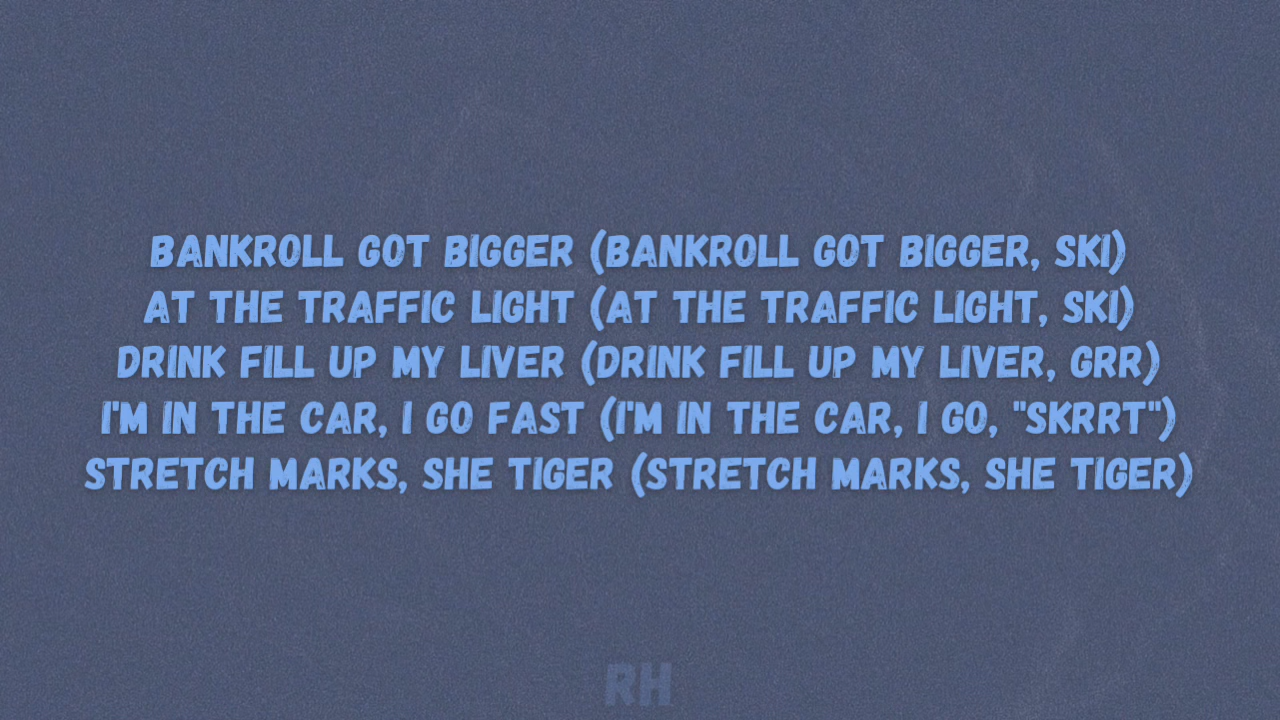 BANKROLL GOT BIGGER (BANKROLL GOT BIGGER, SKI)
AT THE TRAFFIC LIGHT (AT THE TRAFFIC LIGHT, SKI)
DRINK FILL UP MY LIVER (DRINK FILL UP MY LIVER, GRR)
I'M IN THE CAR, I GO FAST (I'M IN THE CAR, I GO, "SKRRT")
STRETCH MARKS, SHE TIGER (STRETCH MARKS, SHE TIGER)
RH